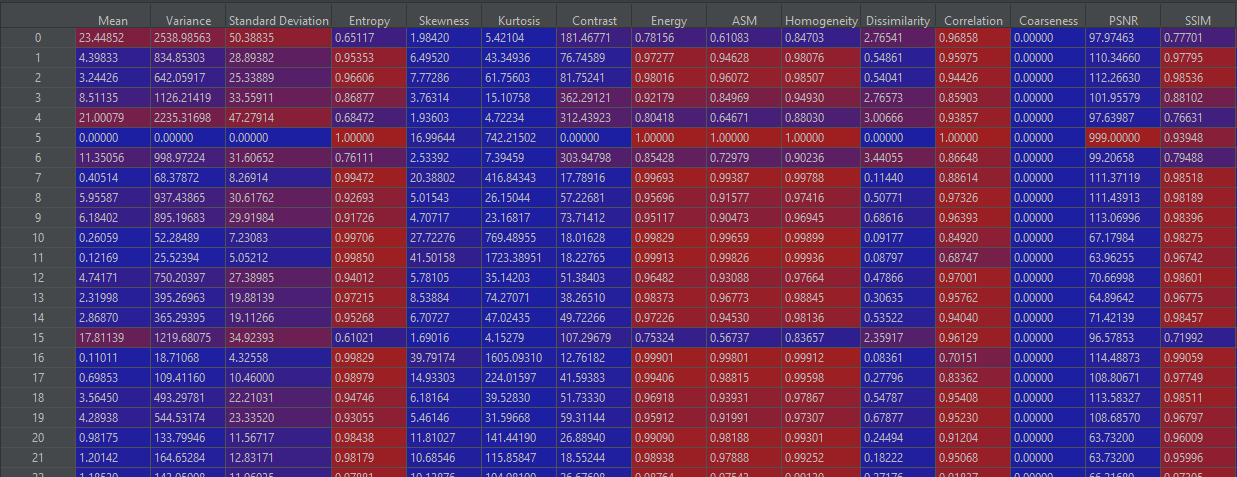 Mean Variance Standard Deviation Entropy Skewness Kurtosis Contrast Energy ASM Homogeneity Dissimilarity Correlation Coarseness PSNR SSIM
0 23.44852 2538.98563 50.38835 0.65117 1.98420 5.42104 181.46771 0.78156 0.61083 0.84703 2.76541 0.96858 0.00000 97.97463 0.77701
1 4.39833 834.85303 28.89382 0.95353 6.49520 43.34936 76.74589 0.97277 0.94628 0.98076 0.54861 0.95975 0.00000 110.34660 0.97795
2 3.24426 642.05917 25.33889 0.96606 7.77286 61.75603 81.75241 0.98016 0.96072 0.98507 0.54041 0.94426 0.00000 112.26630 0.98536
3 8.51135 1126.21419 33.55911 0.86877 3.76314 15.10758 362.29121 0.92179 0.84969 0.94930 2.76573 0.85903 0.00000 101.95579 0.88102
4 21.00079 2235.31698 47.27914 0.68472 1.93603 4.72234 312.43923 0.80418 0.64671 0.88030 3.00666 0.93857 0.00000 97.63987 0.76631
5 0.00000 0.00000 0.00000 1.00000 16.99644 742.21502 0.00000 1.00000 1.00000 1.00000 0.00000 1.00000 0.00000 999.00000 0.93948
6 11.35056 998.97224 31.60652 0.76111 2.53392 7.39459 303.94798 0.85428 0.72979 0.90236 3.44055 0.86648 0.00000 99.20658 0.79488
7 0.40514 68.37872 8.26914 0.99472 20.38802 416.84343 17.78916 0.99693 0.99387 0.99788 0.11440 0.88614 0.00000 111.37119 0.98518
8 5.95587 937.43865 30.61762 0.92693 5.01543 26.15044 57.22681 0.95696 0.91577 0.97416 0.50771 0.97326 0.00000 111.43913 0.98189
9 6.18402 895.19683 29.91984 0.91726 4.70717 23.16817 73.71412 0.95117 0.90473 0.96945 0.68616 0.96393 0.00000 113.06996 0.98396
10 0.26059 52.28489 7.23083 0.99706 27.72276 769.48955 18.01628 0.99829 0.99659 0.99899 0.09177 0.84920 0.00000 67.17984 0.98275
11 0.12169 25.52394 5.05212 0.99850 41.50158 1723.38951 18.22765 0.99913 0.99826 0.99936 0.08797 0.68747 0.00000 63.96255 0.96742
12 4.74171 750.20397 27.38985 0.94012 5.78105 35.14203 51.38403 0.96482 0.93088 0.97664 0.47866 0.97001 0.00000 70.66998 0.98601
13 2.31998 395.26963 19.88139 0.97215 8.53884 74.27071 38.26510 0.98373 0.96773 0.98845 0.30635 0.95762 0.00000 64.89642 0.96775
14 2.86870 365.29395 19.11266 0.95268 6.70727 47.02435 49.72266 0.97226 0.94530 0.98136 0.53522 0.94040 0.00000 71.42139 0.98457
15 17.81139 1219.68075 34.92393 0.61021 1.69016 4.15279 107.29679 0.75324 0.56737 0.83657 2.35917 0.96129 0.00000 96.57853 0.71992
16 0.11011 18.71068 4.32558 0.99829 39.79174 1605.09310 12.76182 0.99901 0.99801 0.99912 0.08361 0.70151 0.00000 114.48873 0.99059
17 0.69853 109.41160 10.46000 0.98979 14.93303 224.01597 41.59383 0.99406 0.98815 0.99598 0.27796 0.83362 0.00000 108.80671 0.97749
18 3.56450 493.29781 22.21031 0.94746 6.18164 39.52830 51.73330 0.96918 0.93931 0.97867 0.54787 0.95408 0.00000 113.58327 0.98511
19 4.28938 544.53174 23.33520 0.93055 5.46146 31.59668 59.31144 0.95912 0.91991 0.97307 0.67877 0.95230 0.00000 108.68570 0.96797
20 0.98175 133.79946 11.56717 0.98438 11.81027 141.44190 26.88940 0.99090 0.98188 0.99301 0.24494 0.91204 0.00000 63.73200 0.96009
21 1.20142 164.65284 12.83171 0.98179 10.68546 115.85847 18.55244 0.98938 0.97888 0.99252 0.18222 0.95068 0.00000 63.73200 0.95996